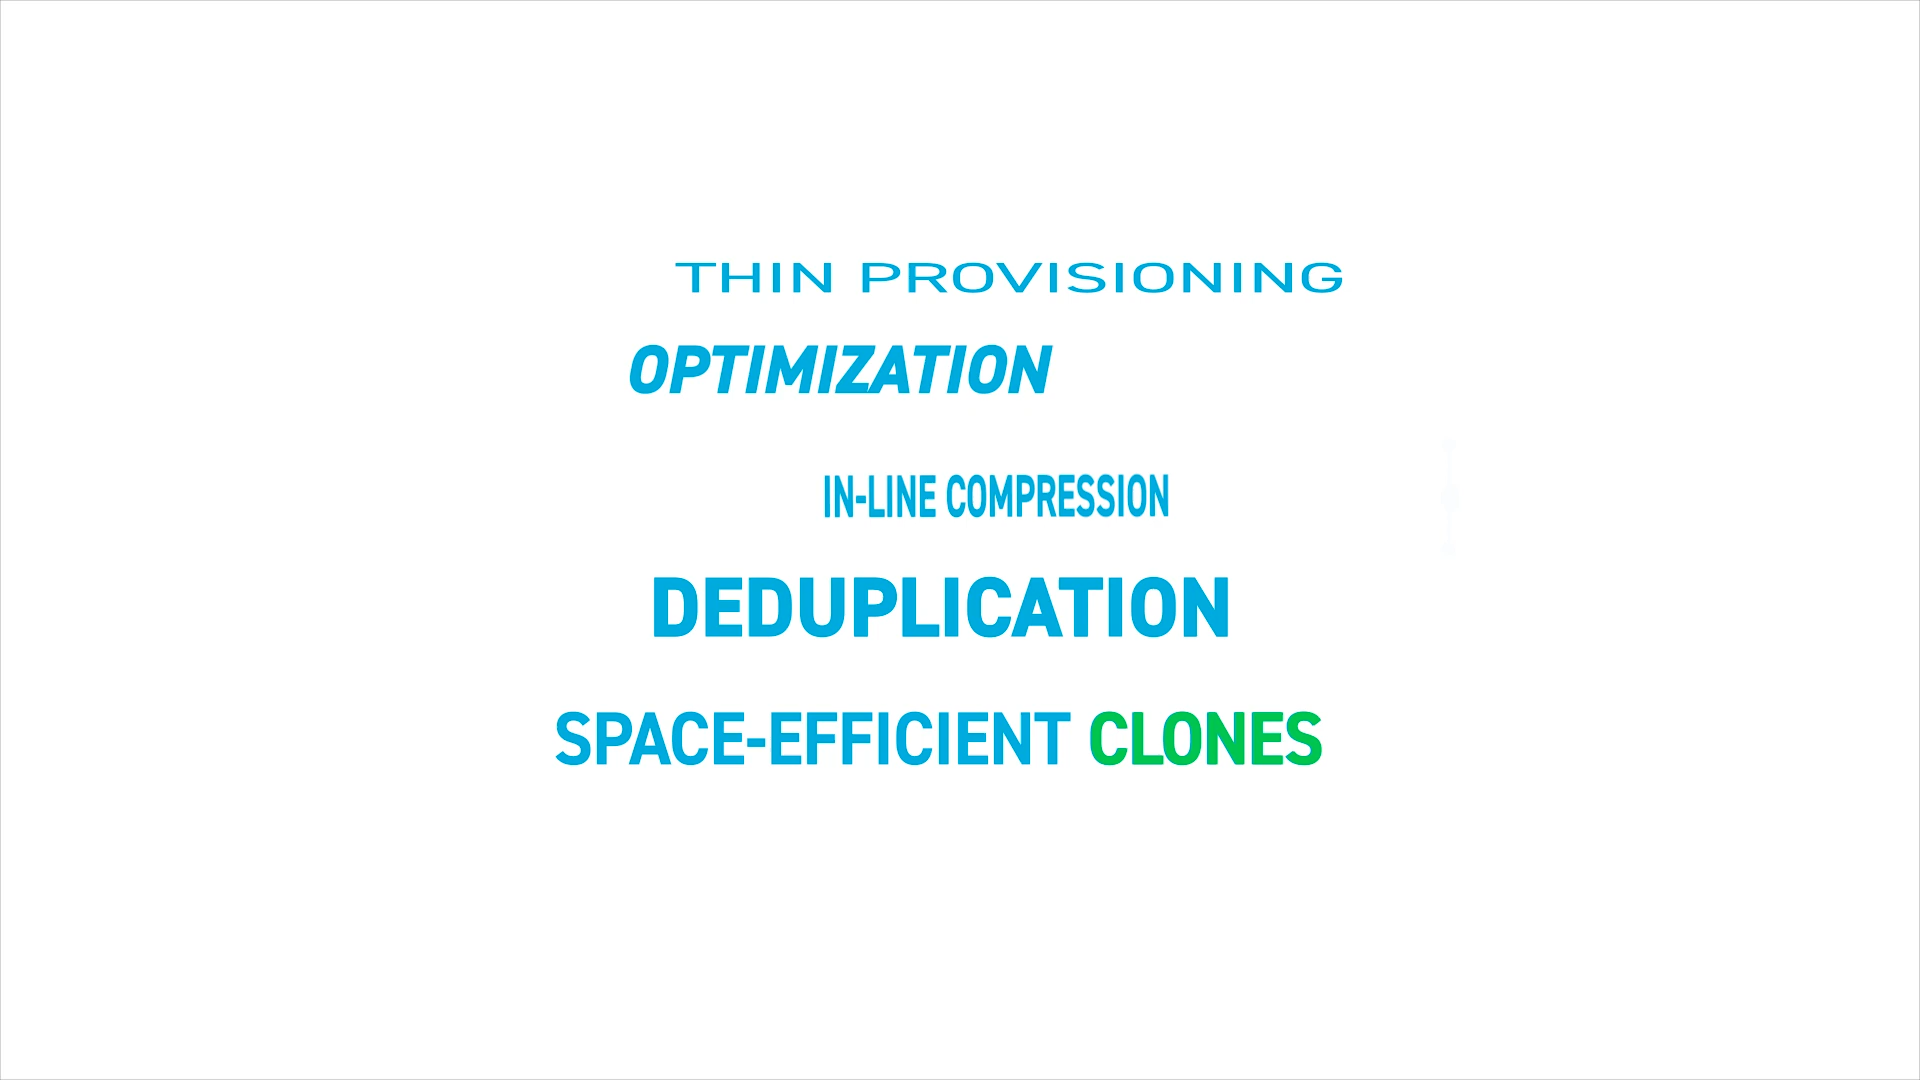 THIN PROVISIONING
OPTIMIZATION
IN-LINE COMPRESSION
DEDUPLICATION
SPACE-EFFICIENT CLONES